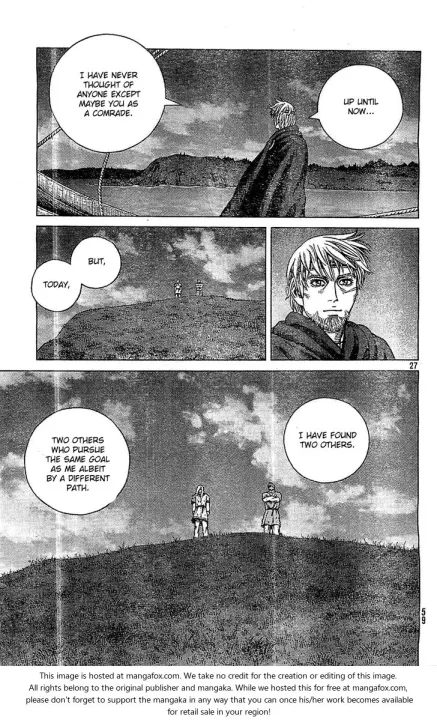 UP UNTIL
NOW...
I HAVE NEVER
THOUGHT OF
ANYONE EXCEPT
MAYBE YOU AS
A COMRADE.
BUT,
TODAY,
27
I HAVE FOUND
TWO OTHERS.
TWO OTHERS
WHO PURSUE
THE SAME GOAL
AS ME ALBEIT
BY A DIFFERENT
PATH.
59
This image is hosted at mangafox.com. We take no credit for the creation or editing of this image.
All rights belong to the original publisher and mangaka. While we hosted this for free at mangafox.com,
please don't forget to support the mangaka in any way that you can once his/her work becomes available
for retail sale in your region!